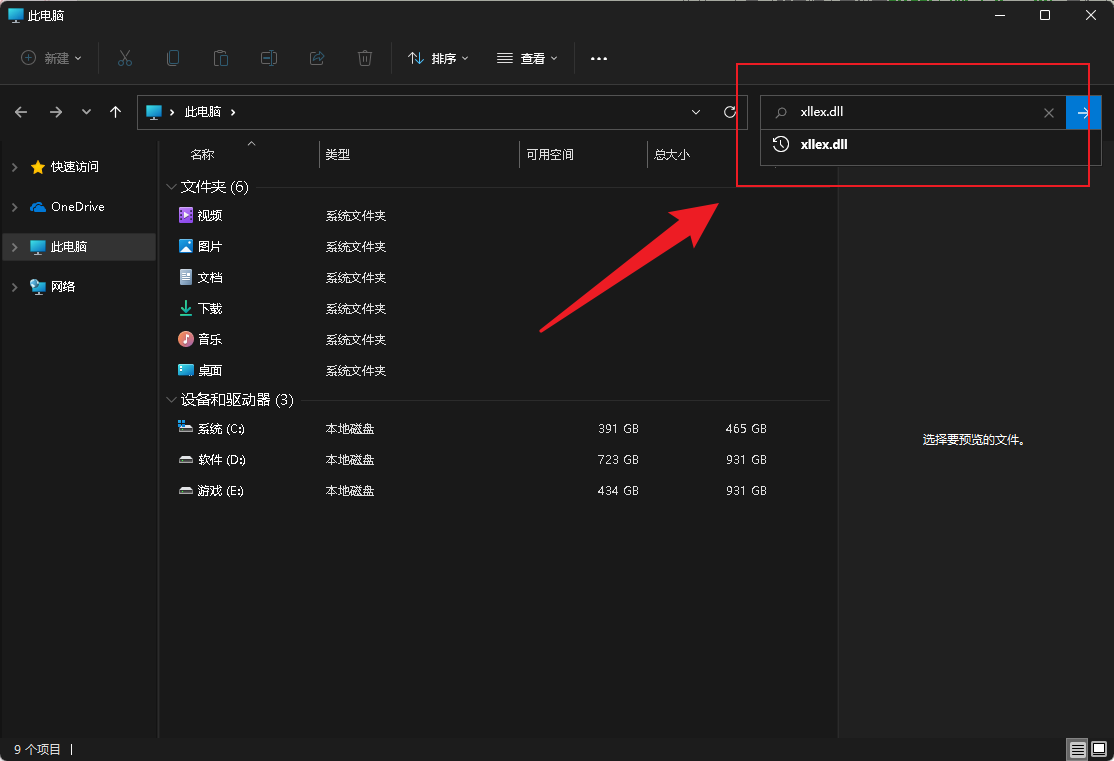 此电脑
新建
排序
查看
此电脑
xllex.dll
xllex.dll
快速访问
OneDrive
此电脑
网络
名称 类型 可用空间 总大小
文件夹 (6)
视频 系统文件夹
图片 系统文件夹
文档 系统文件夹
下载 系统文件夹
音乐 系统文件夹
桌面 系统文件夹
设备和驱动器 (3)
系统 (C:) 本地磁盘 391 GB 465 GB
软件 (D:) 本地磁盘 723 GB 931 GB
游戏 (E:) 本地磁盘 434 GB 931 GB
选择要预览的文件。
9 个项目